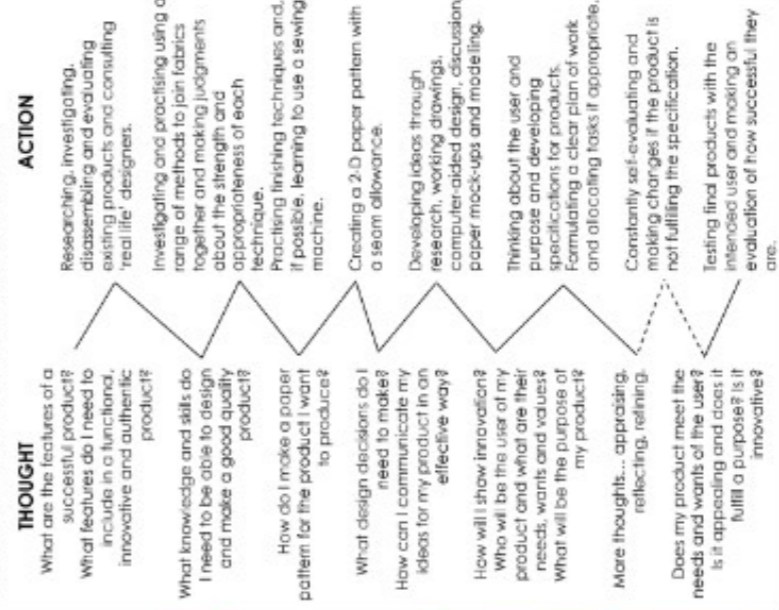 THOUGHT
What are the features of a
successful product?
What features do I need to
include in a functional,
innovative and authentic
product?
What knowledge and skills do
I need to be able to design
and make a good quality
product?
How do I make a paper
pattern for the product I want
to produce?
What design decisions do I
need to make?
How can I communicate my
ideas for my product in an
effective way?
How will I show innovation?
Who will be the user of my
product and what are their
needs, wants and values?
What will be the purpose of
my product?
More thoughts... appraising,
reflecting, refining.
Does my product meet the
needs and wants of the user?
Is it appealing and does it
fulfil a purpose? Is it
innovative?
ACTION
Researching, investigating,
disassembling and evaluating
existing products and consulting
'real life' designers.
Investigating and practising using a
range of methods to join fabrics
together and making judgments
about the strength and
appropriateness of each
technique.
Practising finishing techniques and,
if possible, learning to use a sewing
machine.
Creating a 2-D paper pattern with
a seam allowance.
Developing ideas through
research, working drawings,
computer-aided design, discussion
paper mock-ups and modelling.
Thinking about the user and
purpose and developing
specifications for products.
Formulating a clear plan of work
and allocating tasks if appropriate.
Constantly self-evaluating and
making changes if the product is
not fulfilling the specification.
Testing final products with the
intended user and making an
evaluation of how successful they
are.